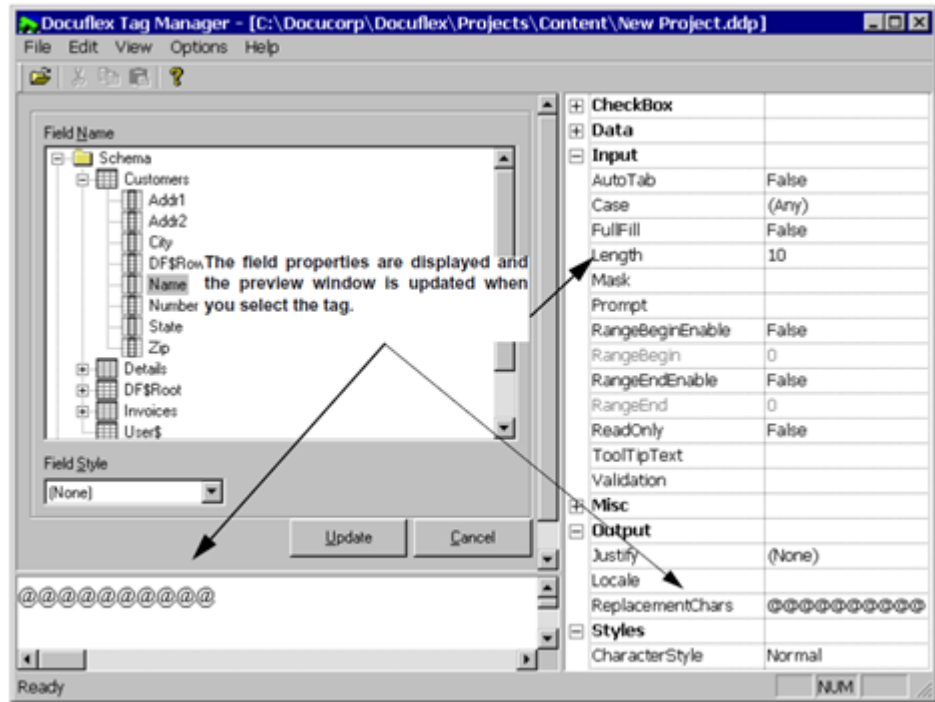 Docuflex Tag Manager - [C:\Docucorp\Docuflex\Projects\Content\New Project.ddp]
File Edit View Options Help
Field Name
Schema
Customers
Addr1
Addr2
City
DF$Row
Name
Number
State
Zip
Details
DF$Root
Invoices
User$
The field properties are displayed and
the preview window is updated when
you select the tag.
Field Style
(None)
Update Cancel
@@@@@@@@@@
CheckBox
Data
Input
AutoTab False
Case (Any)
FullFill False
Length 10
Mask
Prompt
RangeBeginEnable False
RangeBegin 0
RangeEndEnable False
RangeEnd 0
ReadOnly False
ToolTipText
Validation
Misc
Output
Justify (None)
Locale
ReplacementChars @@@@@@@@@@
Styles
CharacterStyle Normal
Ready NUM